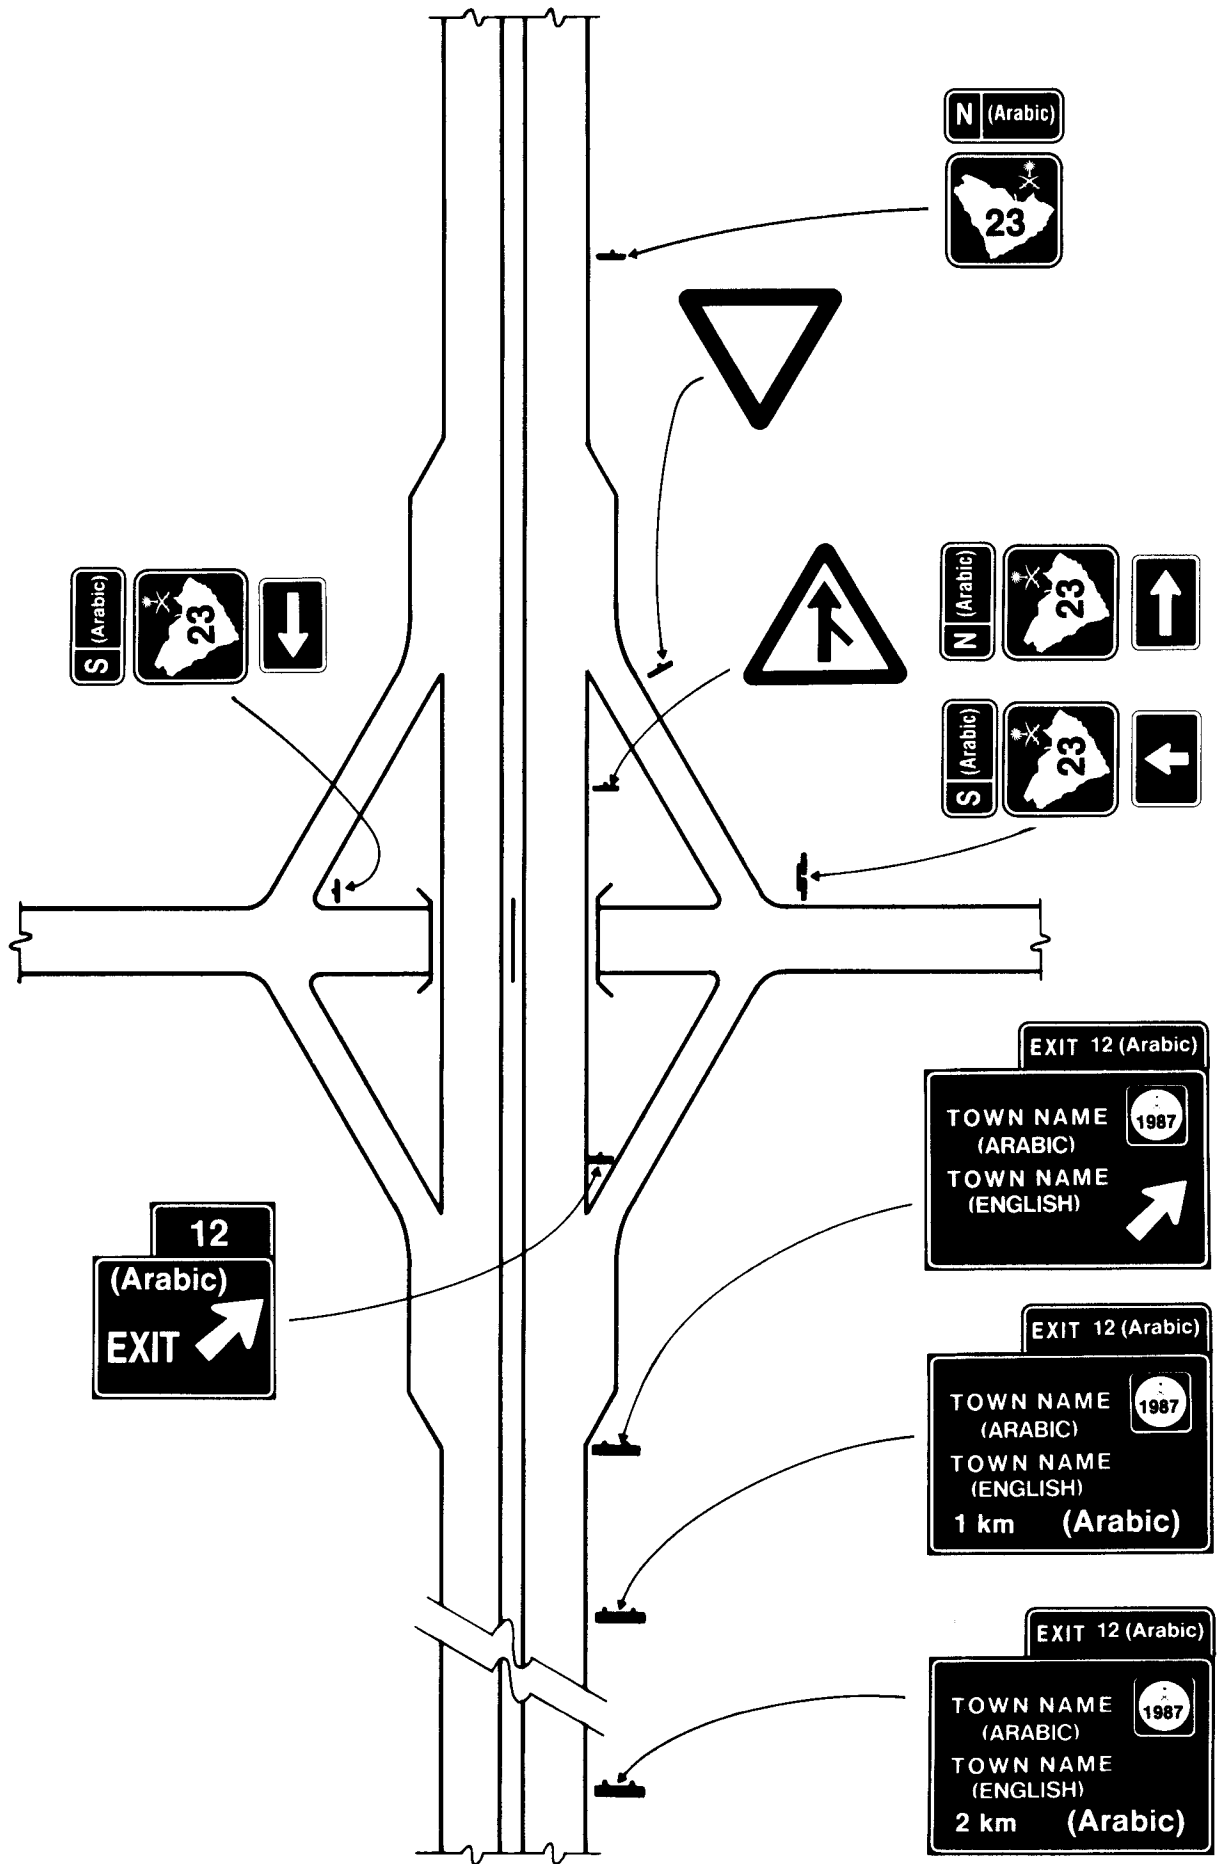 N (Arabic)
23
S (Arabic)
23
N (Arabic)
23
S (Arabic)
23
EXIT 12 (Arabic)
TOWN NAME
(ARABIC)
1987
TOWN NAME
(ENGLISH)
12
(Arabic)
EXIT
EXIT 12 (Arabic)
TOWN NAME
(ARABIC)
1987
TOWN NAME
(ENGLISH)
1 km (Arabic)
EXIT 12 (Arabic)
TOWN NAME
(ARABIC)
1987
TOWN NAME
(ENGLISH)
2 km (Arabic)